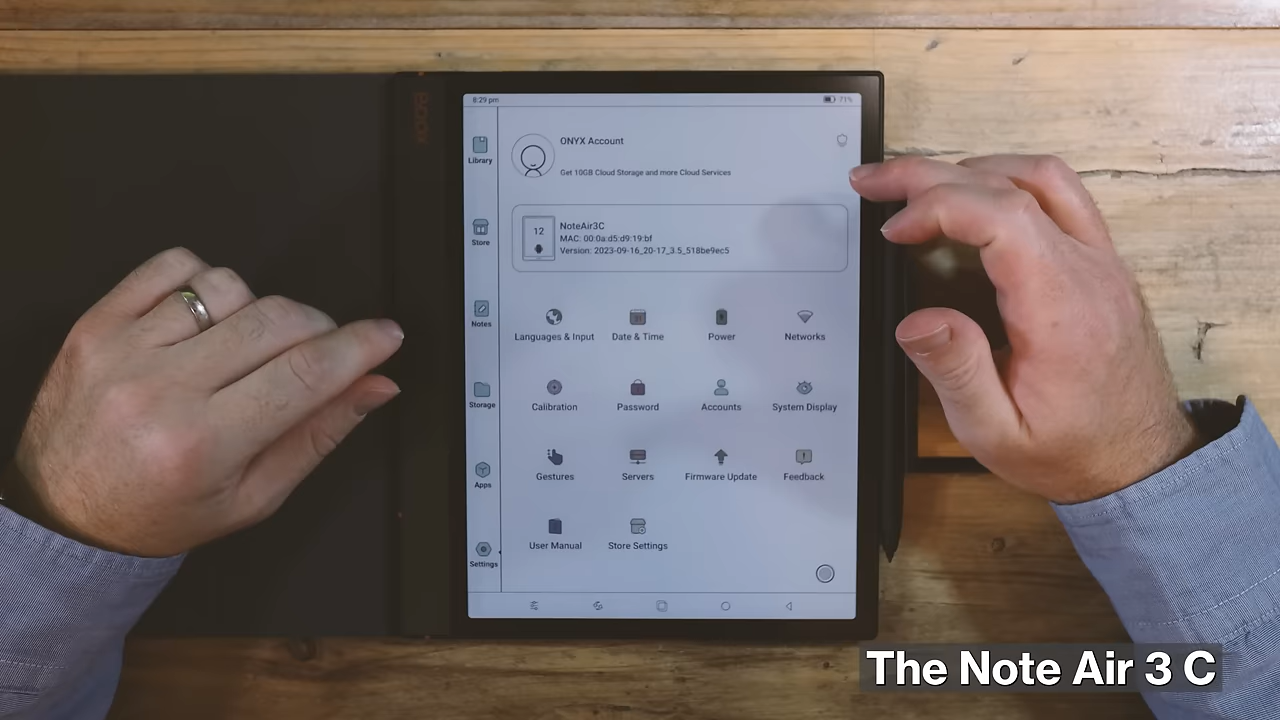 8:29 pm
71%
Library
Store
Notes
Storage
Apps
Settings
ONYX Account
Get 10GB Cloud Storage and more Cloud Services
12
NoteAir3C
MAC: 00:0a:d5:d9:19:bf
Version: 2023-09-16_20-17_3.5_518be9ec5
Languages & Input
Date & Time
Power
Networks
Calibration
Password
Accounts
System Display
Gestures
Servers
Firmware Update
Feedback
User Manual
Store Settings
BOOX
The Note Air 3 C